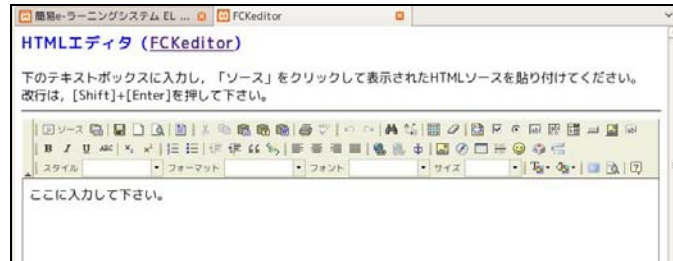 簡易e-ラーニングシステム EL ... FCKeditor
HTMLエディタ (FCKeditor)
下のテキストボックスに入力し,「ソース」をクリックして表示されたHTMLソースを貼り付けてください。
改行は, [Shift]+[Enter]を押して下さい。
ソース
B I U ABC X₂ X²
スタイル フォーマット フォント サイズ
ここに入力して下さい。